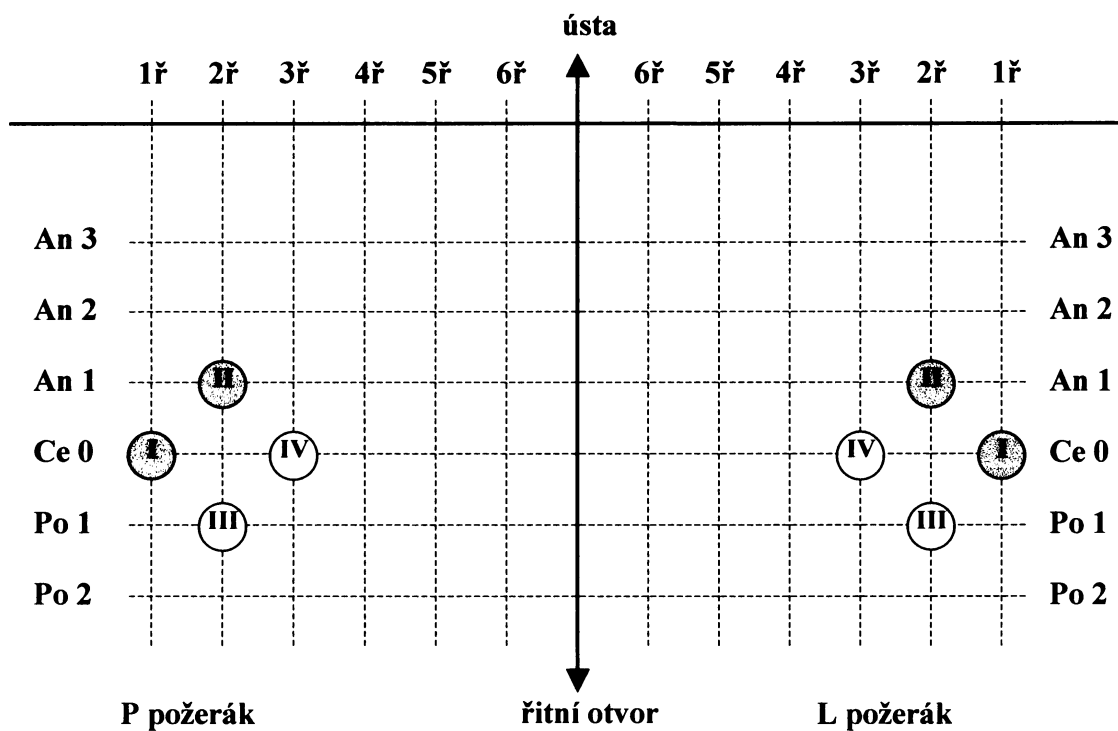 ústa
1ř 2ř 3ř 4ř 5ř 6ř 6ř 5ř 4ř 3ř 2ř 1ř
An 3 An 3
An 2 An 2
An 1 II II An 1
Ce 0 I IV IV I Ce 0
Po 1 III III Po 1
Po 2 Po 2
P požerák řitní otvor L požerák